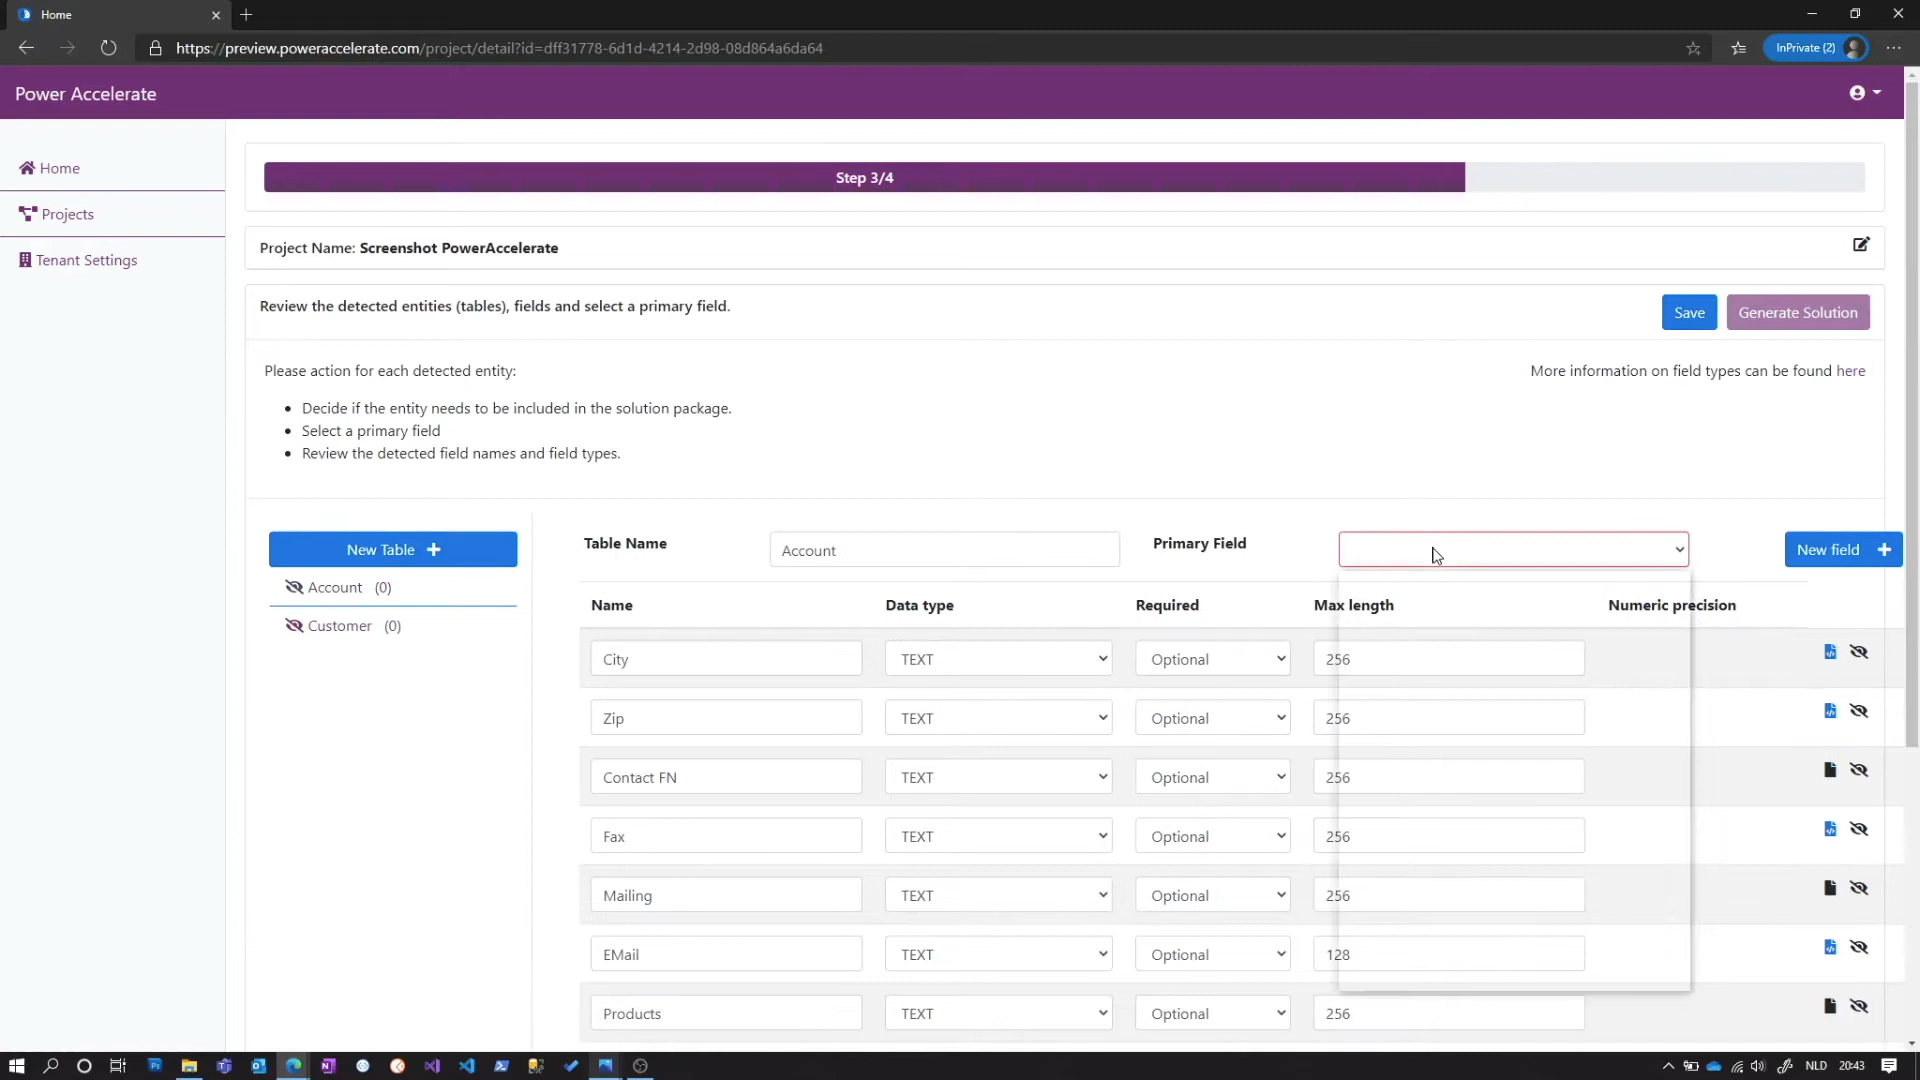 Home
https://preview.poweraccelerate.com/project/detail?id=dff31778-6d1d-4214-2d98-08d864a6da64
InPrivate (2)
Power Accelerate
Home
Projects
Tenant Settings
Step 3/4
Project Name: Screenshot PowerAccelerate
Review the detected entities (tables), fields and select a primary field.
Save
Generate Solution
Please action for each detected entity:
More information on field types can be found here
• Decide if the entity needs to be included in the solution package.
• Select a primary field
• Review the detected field names and field types.
New Table +
Account (0)
Customer (0)
Table Name
Account
Primary Field
New field +
Name Data type Required Max length Numeric precision
City TEXT Optional 256
Zip TEXT Optional 256
Contact FN TEXT Optional 256
Fax TEXT Optional 256
Mailing TEXT Optional 256
EMail TEXT Optional 128
Products TEXT Optional 256
NLD 20:43